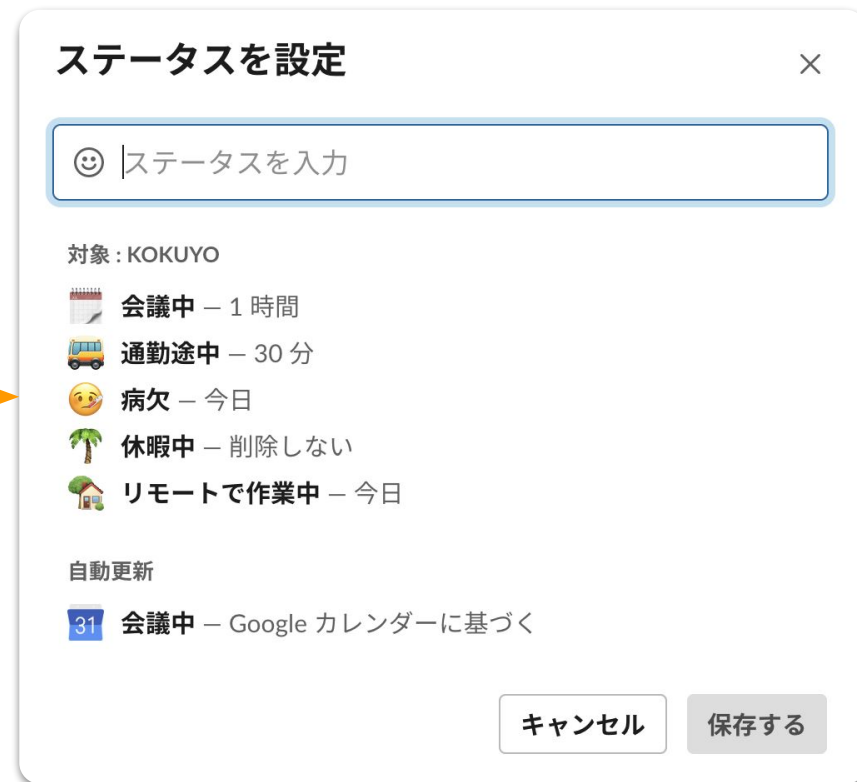 ステータスを設定
ステータスを入力
対象 : KOKUYO
会議中 – 1 時間
通勤途中 – 30 分
病欠 – 今日
休暇中 – 削除しない
リモートで作業中 – 今日
自動更新
31 会議中 – Google カレンダーに基づく
キャンセル 保存する